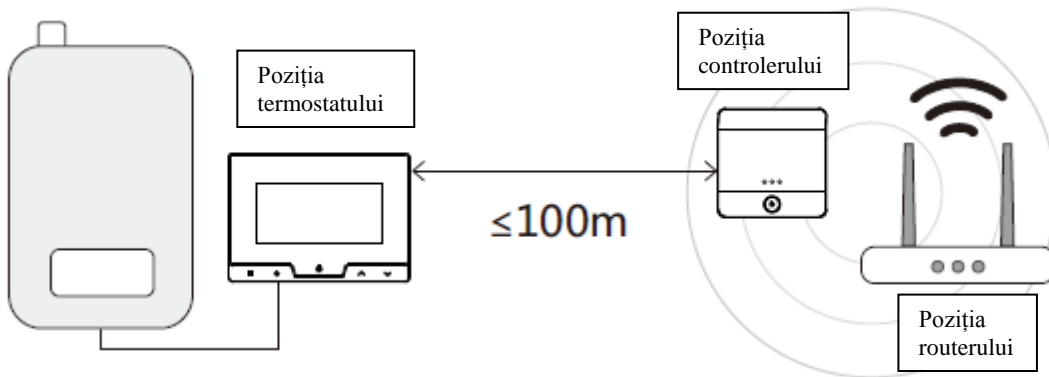 Poziția
termostatului
Poziția
controlerului
≤100m
Poziția
routerului